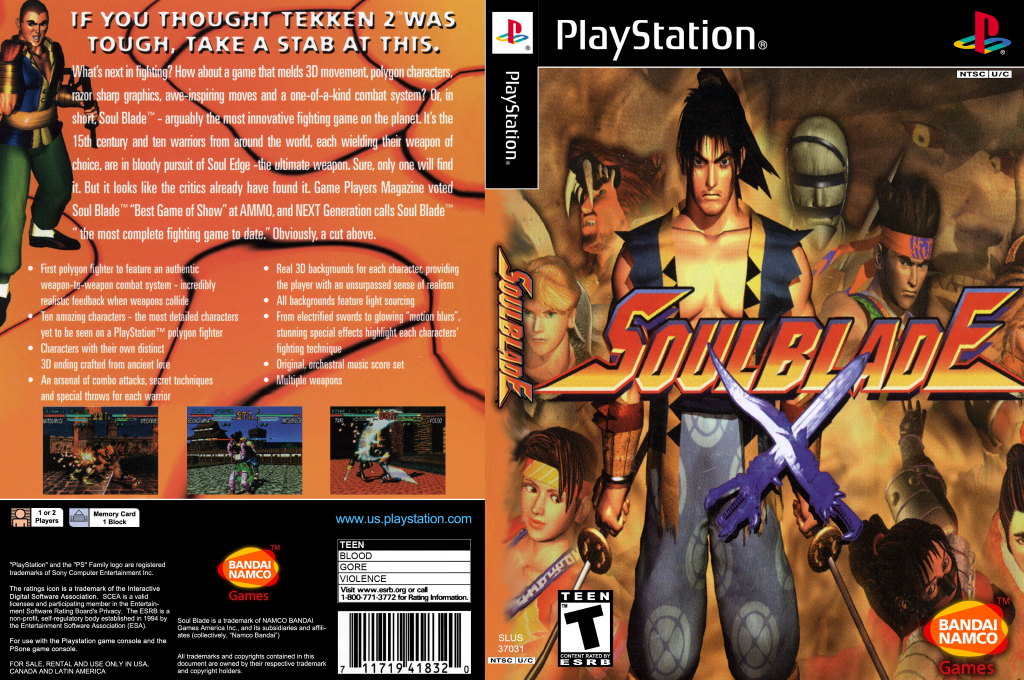 IF YOU THOUGHT TEKKEN 2™ WAS
TOUGH, TAKE A STAB AT THIS.
What's next in fighting? How about a game that melds 3D movement, polygon characters,
razor sharp graphics, awe-inspiring moves and a one-of-a-kind combat system? Or, in
short, Soul Blade™ - arguably the most innovative fighting game on the planet. It's the
15th century and ten warriors from around the world, each wielding their weapon of
choice, are in bloody pursuit of Soul Edge -the ultimate weapon. Sure, only one will find
it. But it looks like the critics already have found it. Game Players Magazine voted
Soul Blade™ "Best Game of Show" at AMMO, and NEXT Generation calls Soul Blade™
" the most complete fighting game to date." Obviously, a cut above.
• First polygon fighter to feature an authentic
weapon-to-weapon combat system - incredibly
realistic feedback when weapons collide
• Ten amazing characters - the most detailed characters
yet to be seen on a PlayStation™ polygon fighter
• Characters with their own distinct
3D ending crafted from ancient lore
• An arsenal of combo attacks, secret techniques
and special throws for each warrior
• Real 3D backgrounds for each character, providing
the player with an unsurpassed sense of realism
• All backgrounds feature light sourcing
• From electrified swords to glowing "motion blurs",
stunning special effects highlight each characters'
fighting technique
• Original, orchestral music score set
• Multiple weapons
1 or 2
Players
Memory Card
1 Block
www.us.playstation.com
"PlayStation" and the "PS" Family logo are registered
trademarks of Sony Computer Entertainment Inc.
The ratings icon is a trademark of the Interactive
Digital Software Association. SCEA is a valid
licensee and participating member in the Entertain-
ment Software Rating Board's Privacy. The ESRB is a
non-profit, self-regulatory body established in 1994 by
the Entertainment Software Association (ESA).
For use with the Playstation game console and the
PSone game console.
FOR SALE, RENTAL AND USE ONLY IN USA,
CANADA AND LATIN AMERICA
BANDAI
NAMCO
TM
Games
Soul Blade is a trademark of NAMCO BANDAI
Games America Inc., and its subsidiaries and affili-
ates (collectively, "Namco Bandai")
All trademarks and copyrights contained in this
document are owned by their respective trademark
and copyright holders.
TEEN
BLOOD
GORE
VIOLENCE
Visit www.esrb.org or call
1-800-771-3772 for Rating Information.
7 11719 41832 0
®
PlayStation®
SOULBLADE
SLUS
37031
NTSC U/C
PlayStation®
®
NTSC U/C
SOULBLADE
TEEN
TM
T
CONTENT RATED BY
ESRB
BANDAI
NAMCO
TM
Games